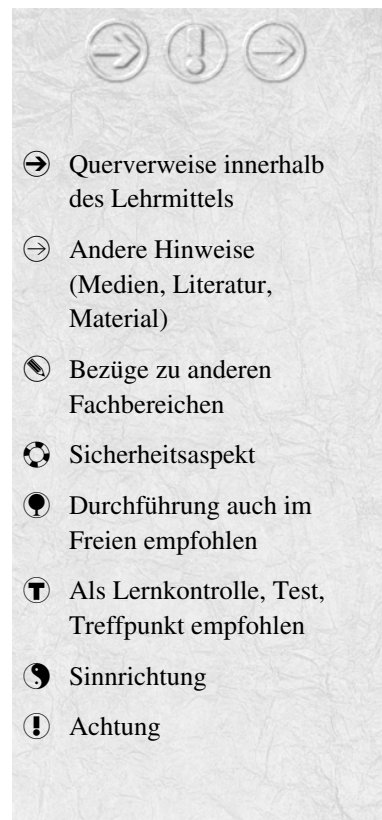 Querverweise innerhalb
des Lehrmittels
Andere Hinweise
(Medien, Literatur,
Material)
Bezüge zu anderen
Fachbereichen
Sicherheitsaspekt
Durchführung auch im
Freien empfohlen
T Als Lernkontrolle, Test,
Treffpunkt empfohlen
Sinnrichtung
! Achtung